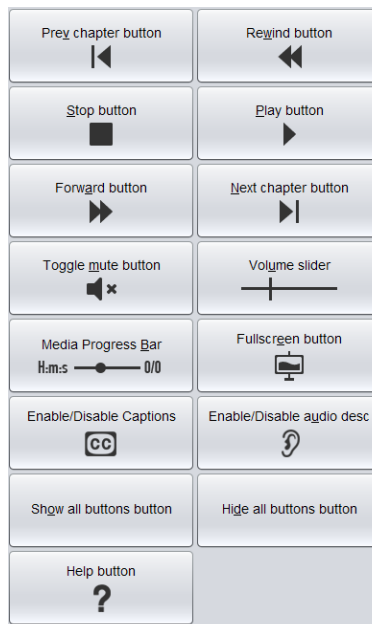 Prev chapter button
Rewind button
Stop button
Play button
Forward button
Next chapter button
Toggle mute button
Volume slider
Media Progress Bar
H:m:s 0/0
Fullscreen button
Enable/Disable Captions
CC
Enable/Disable audio desc
Show all buttons button
Hide all buttons button
Help button
?